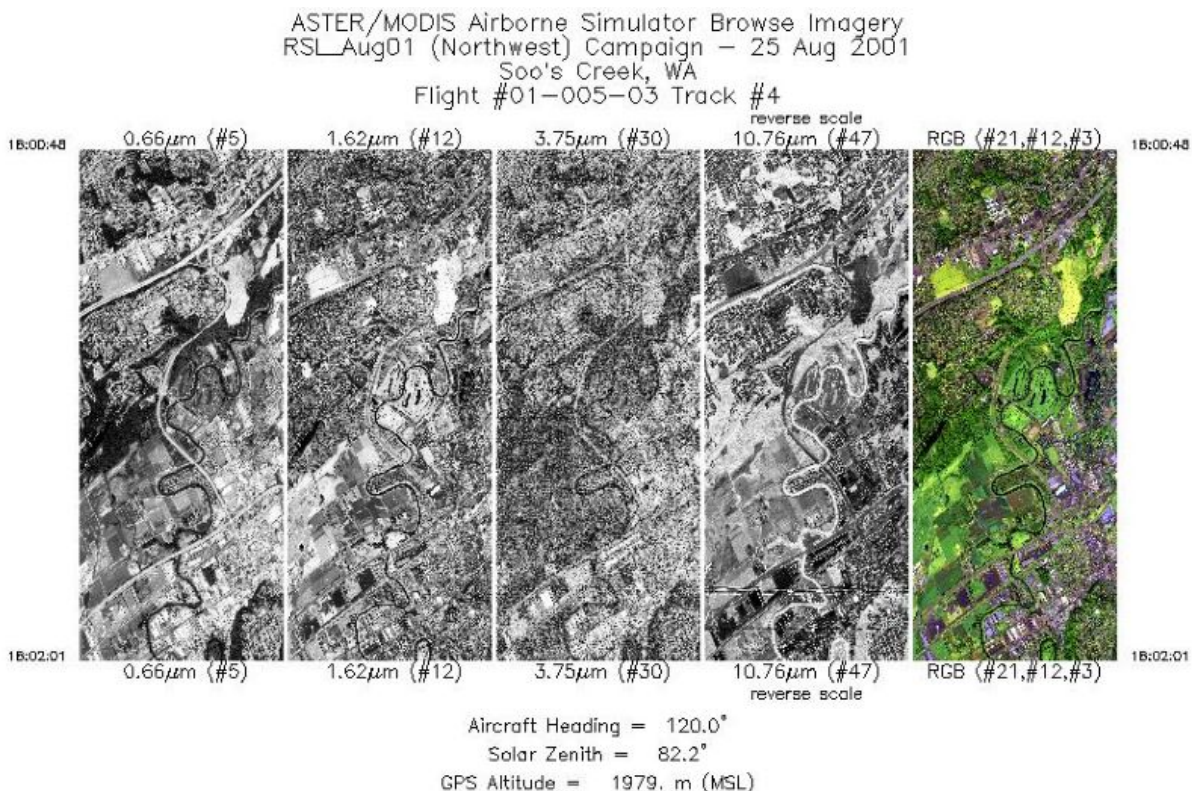 ASTER/MODIS Airborne Simulator Browse Imagery
RSL_Aug01 (Northwest) Campaign - 25 Aug 2001
Soo's Creek, WA
Flight #01-005-03 Track #4
reverse scale
0.66μm (#5) 1.62μm (#12) 3.75μm (#30) 10.76μm (#47) RGB (#21,#12,#3)
18:00:48 18:00:48
18:02:01 18:02:01
0.66μm (#5) 1.62μm (#12) 3.75μm (#30) 10.76μm (#47) RGB (#21,#12,#3)
reverse scale
Aircraft Heading = 120.0°
Solar Zenith = 82.2°
GPS Altitude = 1979. m (MSL)